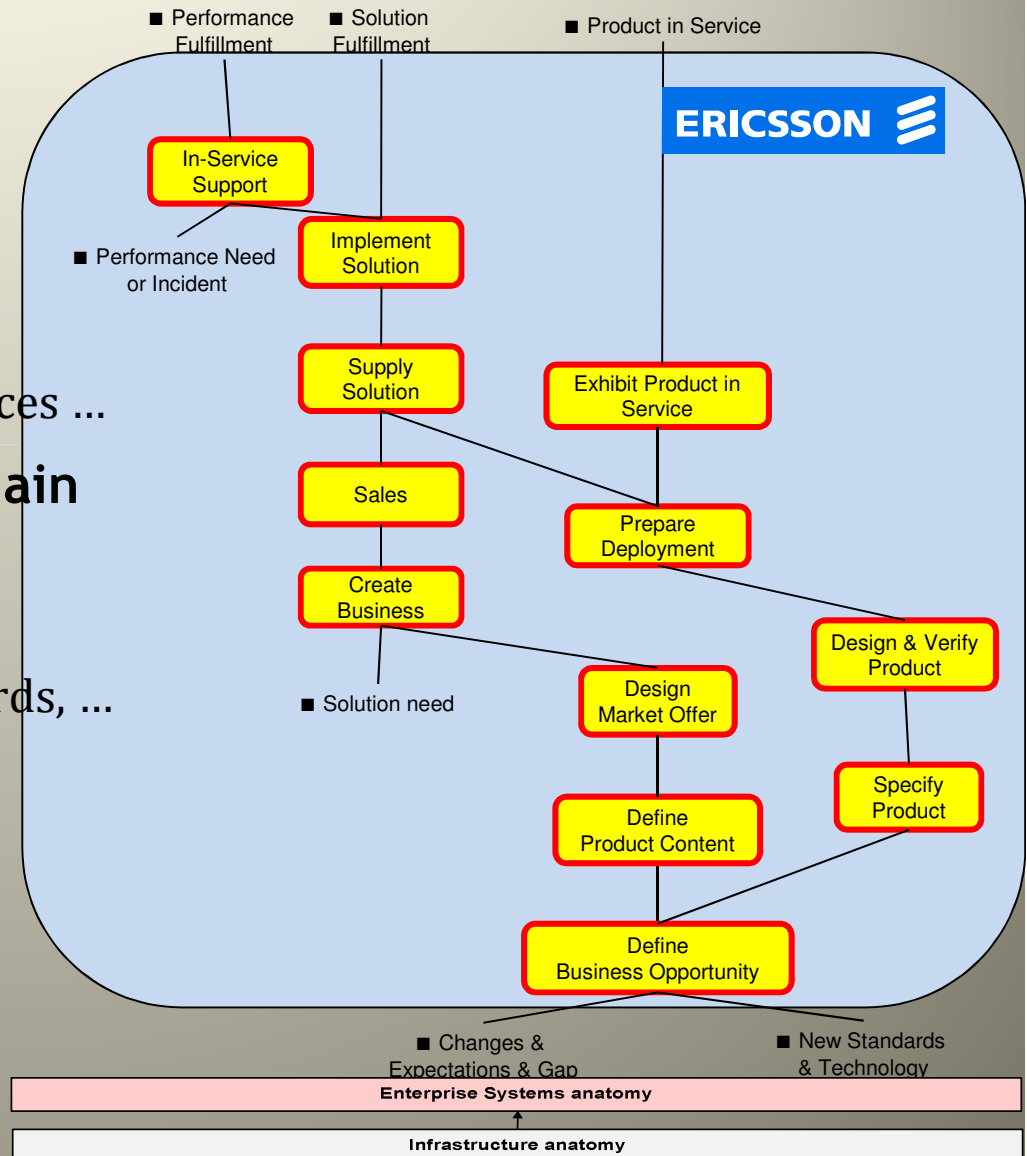 ■ Performance
Fulfillment
■ Solution
Fulfillment
■ Product in Service
ERICSSON
In-Service
Support
Implement
Solution
■ Performance Need
or Incident
Supply
Solution
Exhibit Product in
Service
ces ...
ain
Sales
Prepare
Deployment
Create
Business
Design & Verify
Product
rds, ...
■ Solution need
Design
Market Offer
Specify
Product
Define
Product Content
Define
Business Opportunity
■ Changes &
Expectations & Gap
■ New Standards
& Technology
Enterprise Systems anatomy
Infrastructure anatomy